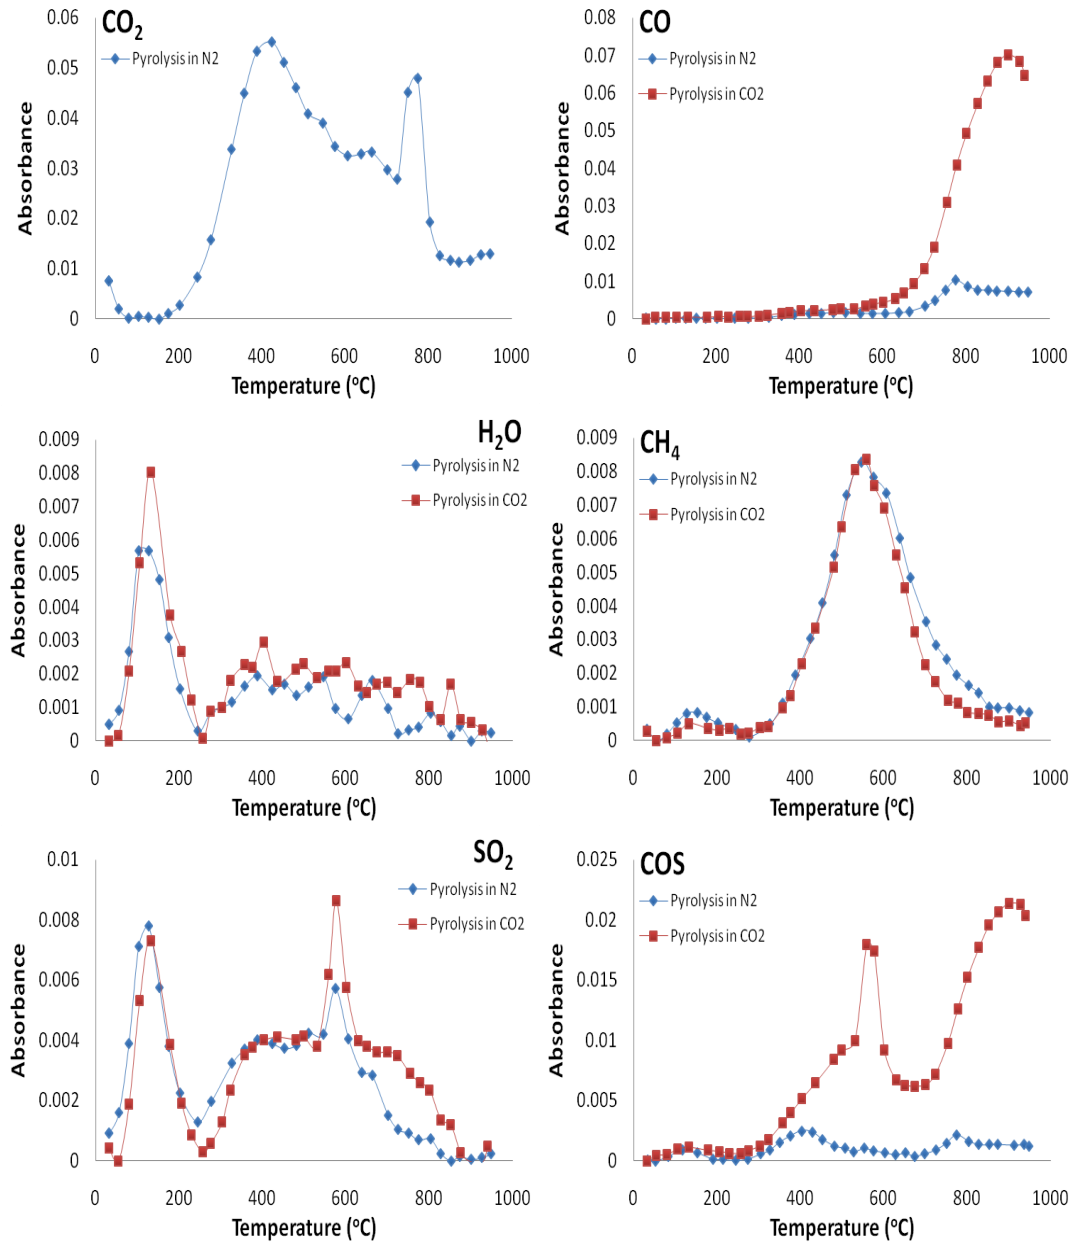 CO2
Pyrolysis in N2
0.06
0.05
0.04
0.03
0.02
0.01
0
Absorbance
0 200 400 600 800 1000
Temperature (°C)
CO
Pyrolysis in N2
Pyrolysis in CO2
0.08
0.07
0.06
0.05
0.04
0.03
0.02
0.01
0
Absorbance
0 200 400 600 800 1000
Temperature (°C)
H2O
Pyrolysis in N2
Pyrolysis in CO2
0.009
0.008
0.007
0.006
0.005
0.004
0.003
0.002
0.001
0
Absorbance
0 200 400 600 800 1000
Temperature (°C)
CH4
Pyrolysis in N2
Pyrolysis in CO2
0.009
0.008
0.007
0.006
0.005
0.004
0.003
0.002
0.001
0
Absorbance
0 200 400 600 800 1000
Temperature (°C)
SO2
Pyrolysis in N2
Pyrolysis in CO2
0.01
0.008
0.006
0.004
0.002
0
Absorbance
0 200 400 600 800 1000
Temperature (°C)
COS
Pyrolysis in N2
Pyrolysis in CO2
0.025
0.02
0.015
0.01
0.005
0
Absorbance
0 200 400 600 800 1000
Temperature (°C)